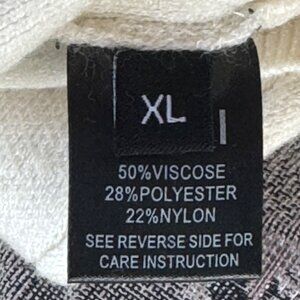 XL
50%VISCOSE
28%POLYESTER
22%NYLON
SEE REVERSE SIDE FOR
CARE INSTRUCTION